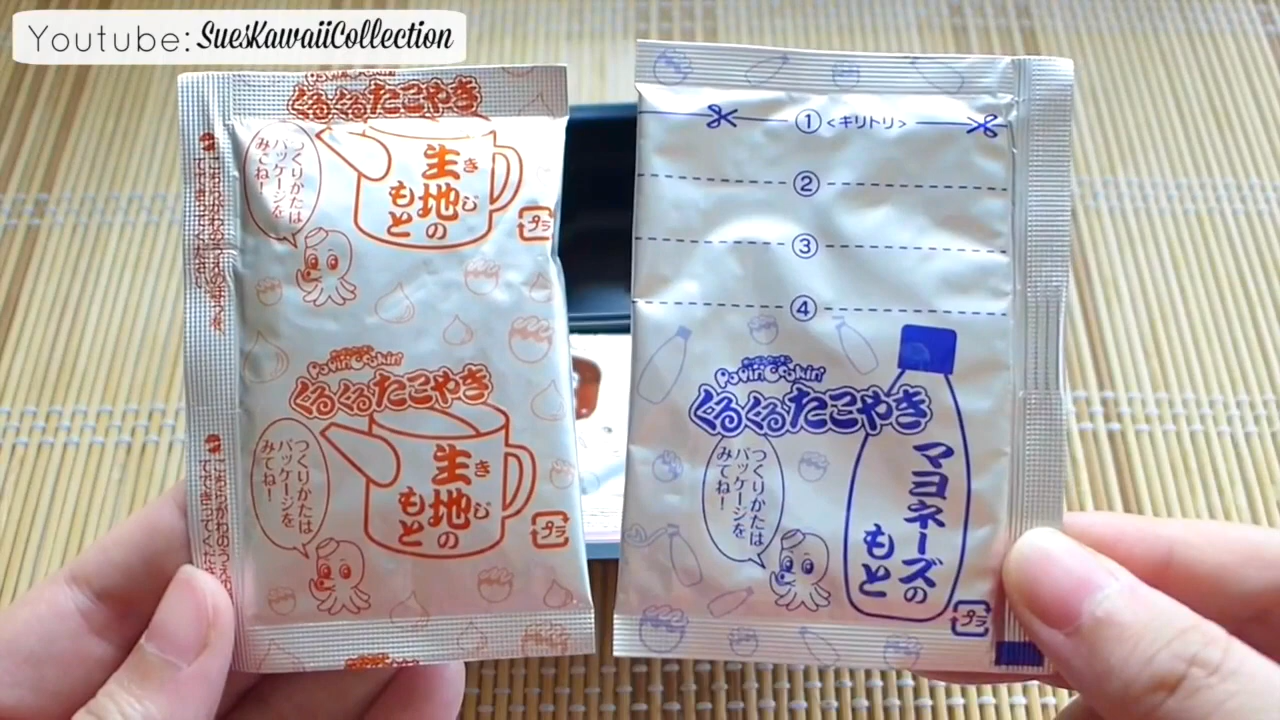 Youtube: SuesKawaiiCollection
くるくるたこやき
つくりかたは
パッケージを
みてね!
生地の
きじ
もと
プラ
Popin'Cookin'
くるくるたこやき
つくりかたは
パッケージを
みてね!
生地の
きじ
もと
プラ
① <キリトリ>
②
③
④
Popin'Cookin'
くるくるたこやき
つくりかたは
パッケージを
みてね!
マヨネーズの
もと
プラ